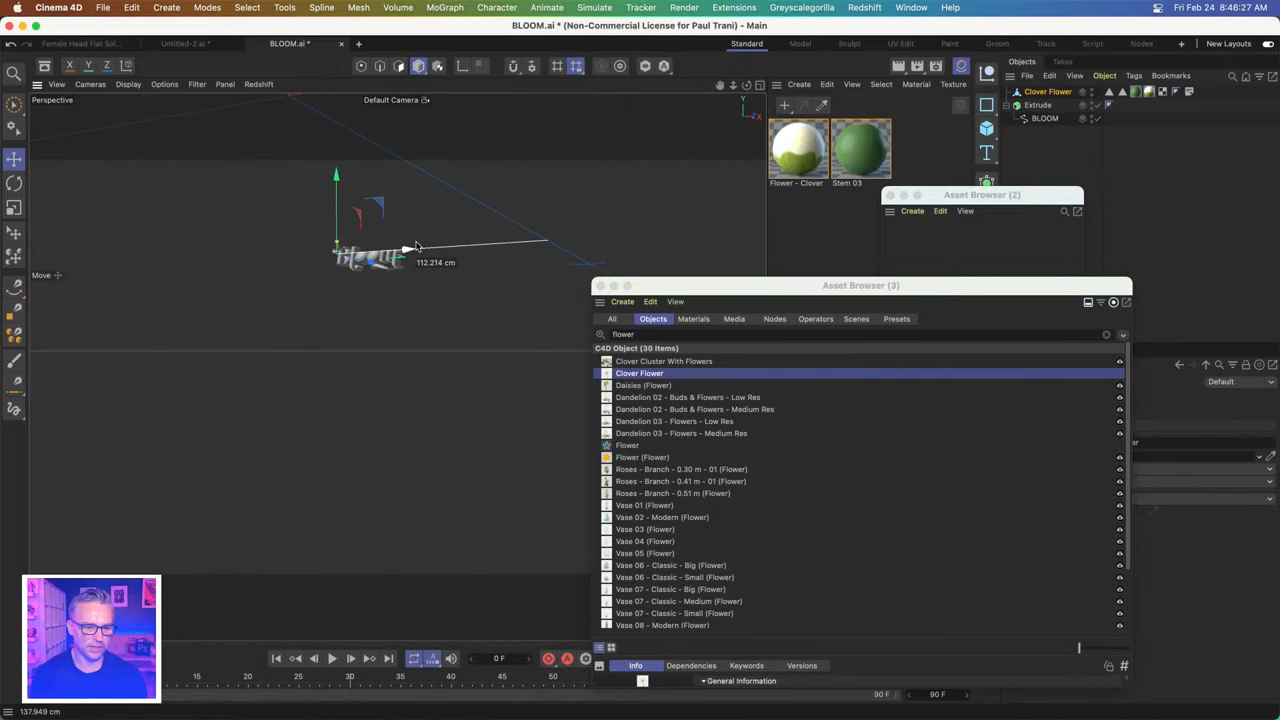 Cinema 4D File Edit Create Modes Select Tools Spline Mesh Volume MoGraph Character Animate Simulate Tracker Render Extensions Greyscalegorilla Window Help Fri Feb 24 8:46:27 AM
BLOOM.ai * (Non-Commercial License for Paul Trani) - Main
Female Head Flat Sol... Untitled-2.ai * BLOOM.ai * Standard Model Sculpt UV Edit Paint Groom Track Script Nodes New Layouts
X Y Z Objects Takes
View Cameras Display Options Filter Panel Redshift Create Edit View Select Material Texture File Edit View Object Tags Bookmarks
Perspective Default Camera Clover Flower
Y Z X
Extrude
BLOOM
Flower - Clover Stem 03
Asset Browser (2)
Create Edit View
112.214 cm
Move
Asset Browser (3)
Create Edit View
All Objects Materials Media Nodes Operators Scenes Presets
flower
C4D Object (30 Items)
Clover Cluster With Flowers
Clover Flower
Daisies (Flower) Default
Dandelion 02 - Buds & Flowers - Low Res
Dandelion 02 - Buds & Flowers - Medium Res
Dandelion 03 - Flowers - Low Res
Dandelion 03 - Flowers - Medium Res
Flower
Flower (Flower)
Roses - Branch - 0.30 m - 01 (Flower)
Roses - Branch - 0.41 m - 01 (Flower)
Roses - Branch - 0.51 m (Flower)
Vase 01 (Flower)
Vase 02 - Modern (Flower)
Vase 03 (Flower)
Vase 04 (Flower)
Vase 05 (Flower)
Vase 06 - Classic - Big (Flower)
Vase 06 - Classic - Small (Flower)
Vase 07 - Classic - Big (Flower)
Vase 07 - Classic - Medium (Flower)
Vase 07 - Classic - Small (Flower)
Vase 08 - Modern (Flower)
0 F
Info Dependencies Keywords Versions
15 20 25 30 35 40 45 50 55
General Information
90 F 90 F
137.949 cm